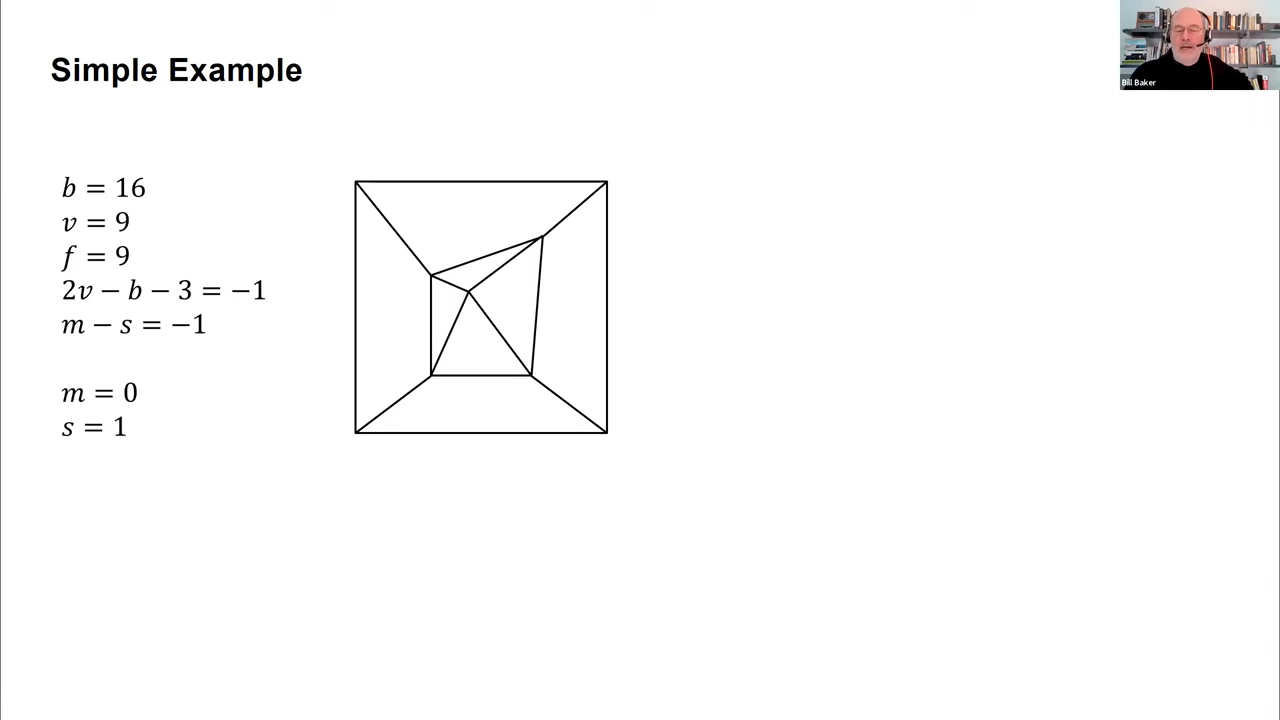 Simple Example
b = 16
v = 9
f = 9
2v − b − 3 = −1
m − s = −1
m = 0
s = 1
Bill Baker